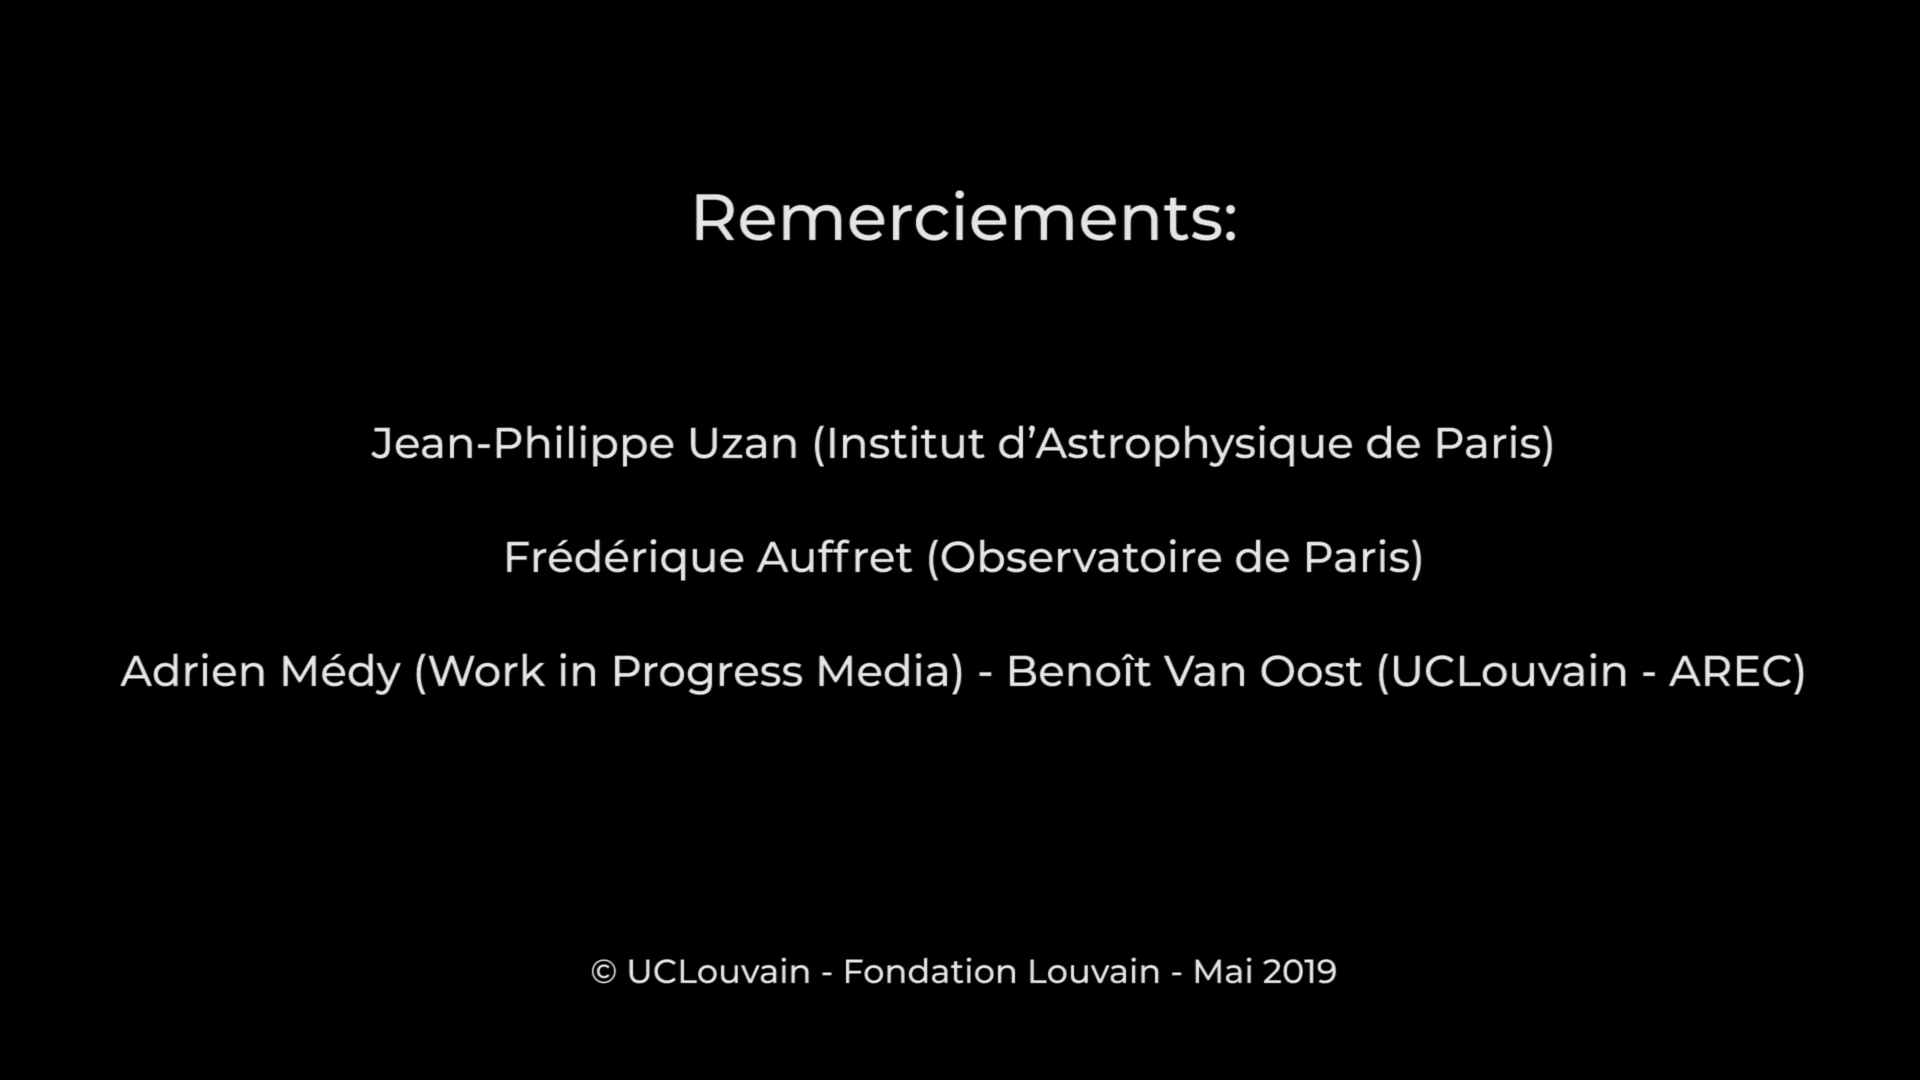 Remerciements:
Jean-Philippe Uzan (Institut d’Astrophysique de Paris)
Frédérique Auffret (Observatoire de Paris)
Adrien Médy (Work in Progress Media) - Benoît Van Oost (UCLouvain - AREC)
© UCLouvain - Fondation Louvain - Mai 2019